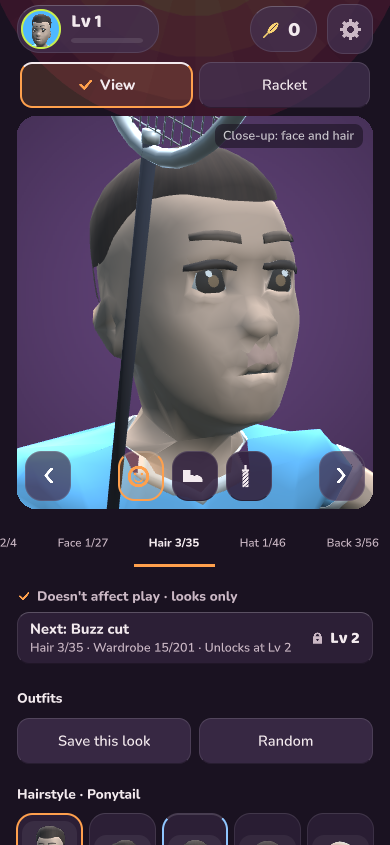 Lv 1
0
View
Racket
Close-up: face and hair
2/4
Face 1/27
Hair 3/35
Hat 1/46
Back 3/56
Doesn't affect play · looks only
Next: Buzz cut
Lv 2
Hair 3/35 · Wardrobe 15/201 · Unlocks at Lv 2
Outfits
Save this look
Random
Hairstyle · Ponytail